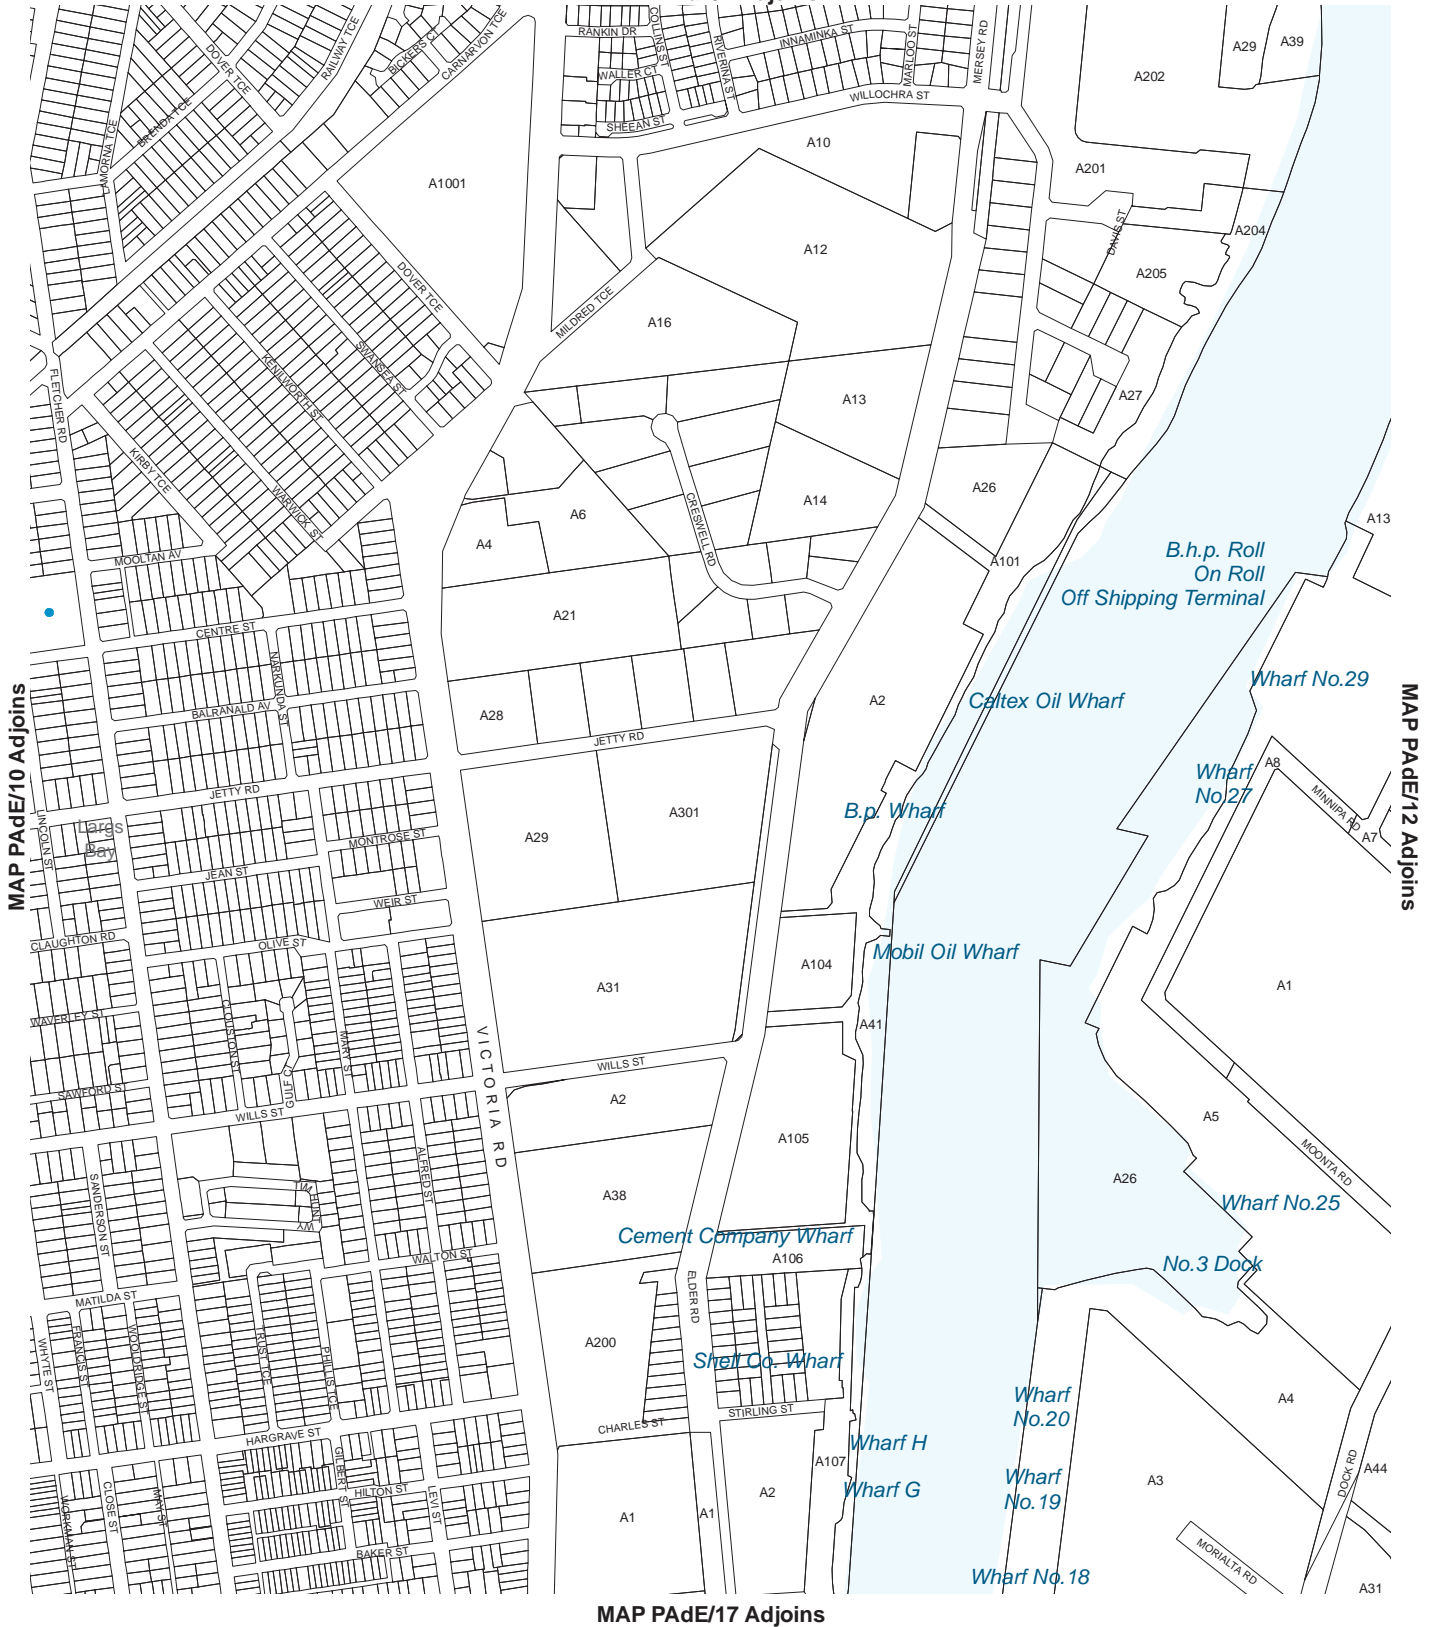 RANKIN DR
COLLINS ST
RIVERINA ST
INNAMINKA ST
MARLOO ST
MERSEY RD
WALLER CT
SHEEAN ST
WILLOCHRA ST
DOVER TCE
RAILWAY TCE
BICKERS CT
CARNARVON TCE
BRENDA TCE
LAMORNA TCE
A29
A39
A202
A10
A201
A1001
A12
DAVIS ST
A204
A205
DOVER TCE
MILDRED TCE
A16
SWANSEA ST
KENILWORTH ST
FLETCHER RD
A13
A27
KIRBY TCE
WARWICK ST
A26
A14
A6
A4
CRESWELL RD
A13
MOOLTAN AV
A101
B.h.p. Roll
On Roll
Off Shipping Terminal
A21
CENTRE ST
NARKUNDA ST
BALRANALD AV
A28
A2
Caltex Oil Wharf
Wharf No.29
JETTY RD
MAP PAdE/10 Adjoins
MAP PAdE/12 Adjoins
Wharf
No.27
A8
MINNIPA RD
A7
JETTY RD
B.p. Wharf
A301
A29
LINCOLN ST
Largs
Bay
MONTROSE ST
JEAN ST
WEIR ST
CLAUGHTON RD
OLIVE ST
Mobil Oil Wharf
A104
A31
A1
WAVERLEY ST
CLOUSTON ST
MARY ST
A41
VICTORIA RD
WILLS ST
GULF C
SAWFORD ST
WILLS ST
A2
A5
A105
MOONTA RD
ALFRED ST
SANDERSON ST
A26
A38
TIM HUNT
WY
Wharf No.25
Cement Company Wharf
WALTON ST
A106
No.3 Dock
ELDER RD
MATILDA ST
WHYTE ST
FRANCIS ST
WOOLDRIDGE ST
TRUST TCE
PHILLIS TCE
A200
Shell Co. Wharf
Wharf
No.20
A4
STIRLING ST
CHARLES ST
HARGRAVE ST
Wharf H
A107
DOCK RD
A44
GILBERT ST
HILTON ST
LEVI ST
Wharf G
Wharf
No.19
A3
A2
A1
A1
WORKMAN ST
CLOSE ST
MAY ST
BAKER ST
MORIALTA RD
Wharf No.18
A31
MAP PAdE/17 Adjoins